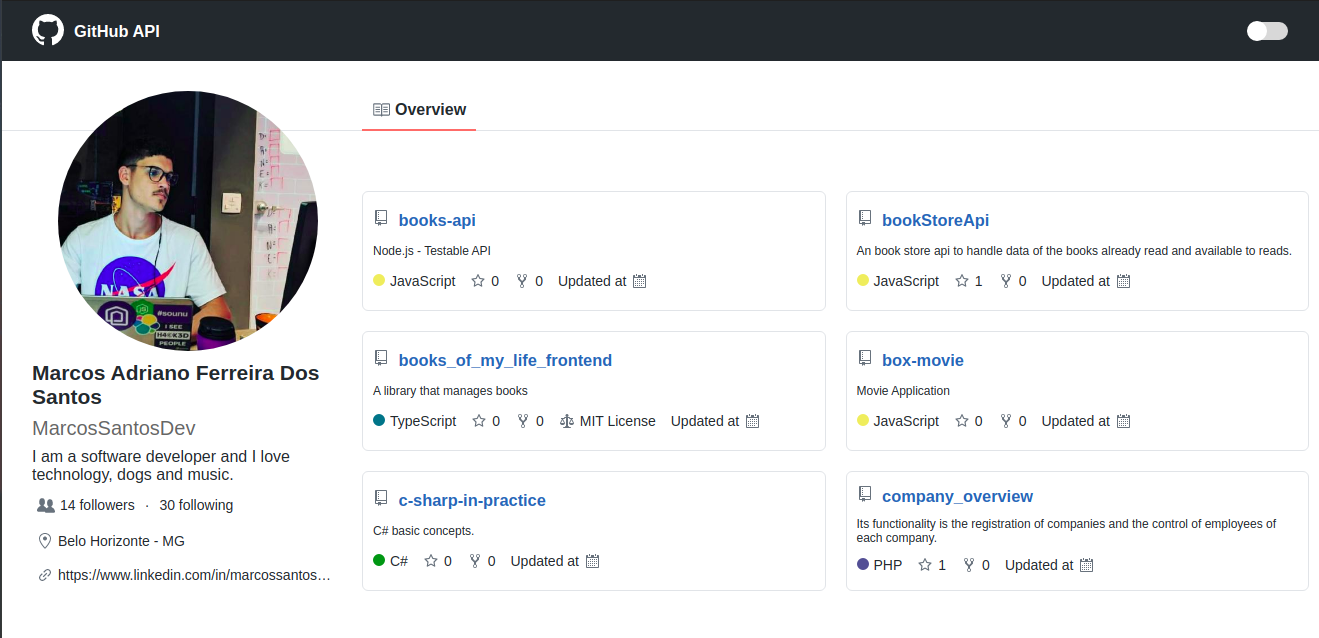 GitHub API
Overview
NASA
#sounu
I SEE
H4CK3D
PEOPLE
Marcos Adriano Ferreira Dos
Santos
MarcosSantosDev
I am a software developer and I love
technology, dogs and music.
14 followers · 30 following
Belo Horizonte - MG
https://www.linkedin.com/in/marcossantos…
books-api
Node.js - Testable API
JavaScript 0 0 Updated at
bookStoreApi
An book store api to handle data of the books already read and available to reads.
JavaScript 1 0 Updated at
books_of_my_life_frontend
A library that manages books
TypeScript 0 0 MIT License Updated at
box-movie
Movie Application
JavaScript 0 0 Updated at
c-sharp-in-practice
C# basic concepts.
C# 0 0 Updated at
company_overview
Its functionality is the registration of companies and the control of employees of
each company.
PHP 1 0 Updated at